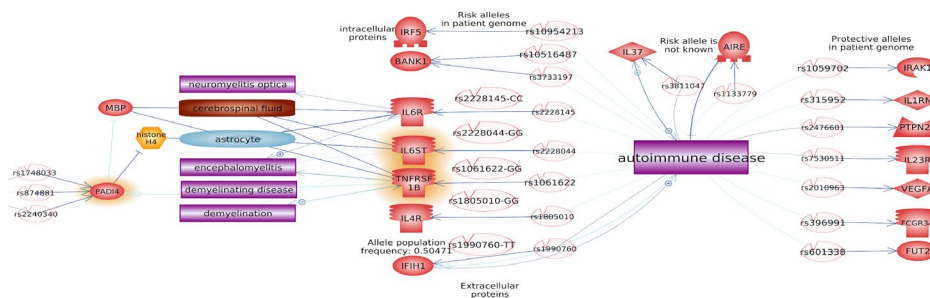 Risk alleles
in patient genome
intracellular
proteins
IRF5
rs10954213
BANK1
rs10516487
rs3733197
IL37
Risk allele is
not known
AIRE
rs3811047
rs1133779
Protective alleles
in patient genome
rs1059702
IRAK1
neuromyelitis optica
rs2228145-CC
MBP
cerebrospinal fluid
IL6R
rs2228145
rs315952
IL1RN
histone
H4
astrocyte
rs2228044-GG
IL6ST
rs2228044
rs2476601
PTPN2
autoimmune disease
encephalomyelitis
rs1061622-GG
rs7530511
IL23R
rs1748033
rs874881
rs2240340
PADI4
demyelinating disease
TNFRSF
1B
rs1061622
rs2010963
VEGFA
demyelination
rs1805010-GG
IL4R
rs1805010
rs396991
FCGR3A
Allele population
frequency: 0.50471
rs1990760-TT
rs1990760
IFIH1
rs601338
FUT2
Extracellular
proteins